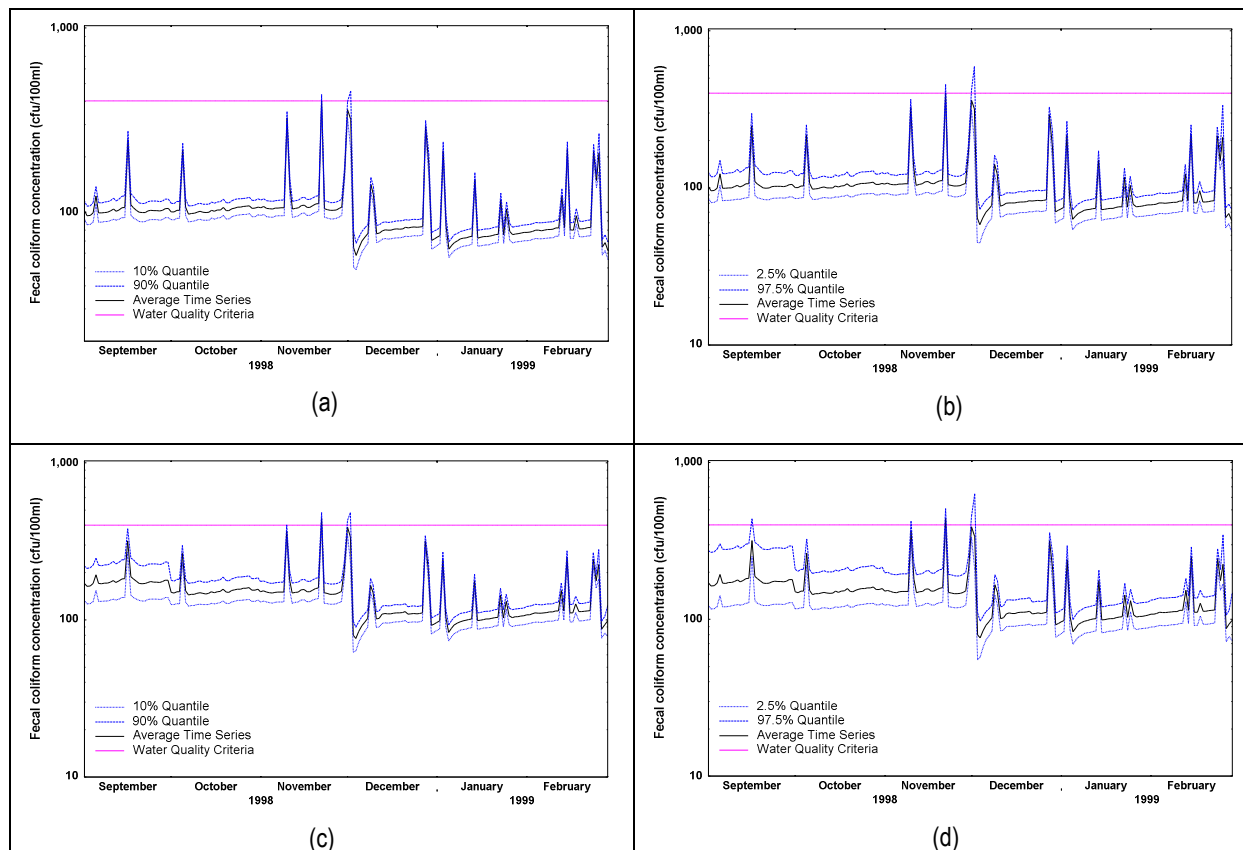 1,000
Fecal coliform concentration (cfu/100ml)
100
10% Quantile
90% Quantile
Average Time Series
Water Quality Criteria
September October November December , January February
1998 1999
(a)
1,000
Fecal coliform concentration (cfu/100ml)
100
2.5% Quantile
97.5% Quantile
Average Time Series
Water Quality Criteria
10
September October November December , January February
1998 1999
(b)
1,000
Fecal coliform concentration (cfu/100ml)
100
10% Quantile
90% Quantile
Average Time Series
Water Quality Criteria
10
September October November December , January February
1998 1999
(c)
1,000
Fecal coliform concentration (cfu/100ml)
100
2.5% Quantile
97.5% Quantile
Average Time Series
Water Quality Criteria
10
September October November December , January February
1998 1999
(d)